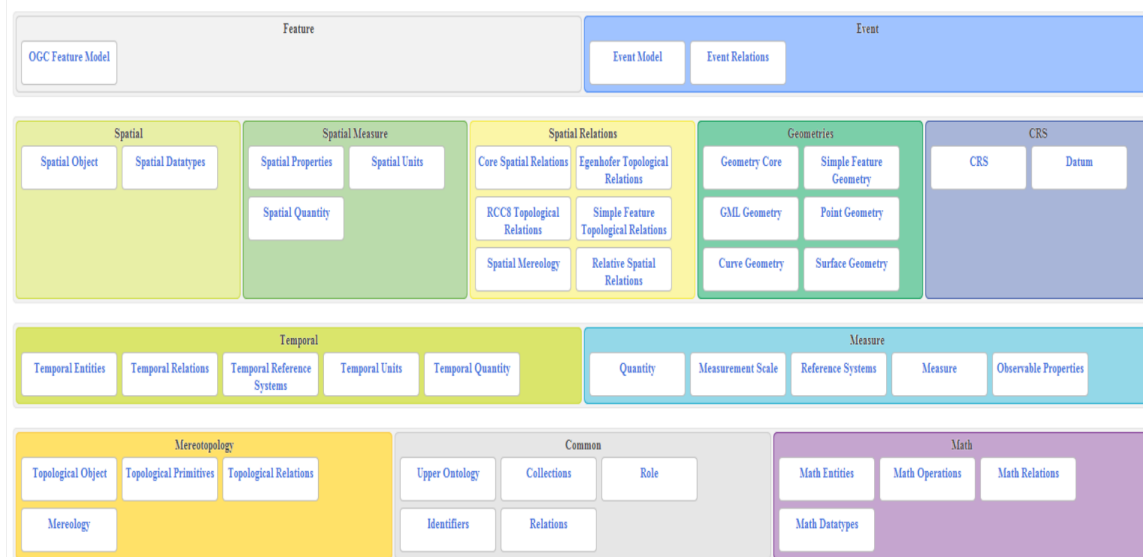 Feature
Event
OGC Feature Model
Event Model
Event Relations
Spatial
Spatial Measure
Spatial Relations
Geometries
CRS
Spatial Object
Spatial Datatypes
Spatial Properties
Spatial Units
Core Spatial Relations
Egenhofer Topological
Relations
Geometry Core
Simple Feature
Geometry
CRS
Datum
Spatial Quantity
RCC8 Topological
Relations
Simple Feature
Topological Relations
GML Geometry
Point Geometry
Spatial Mereology
Relative Spatial
Relations
Curve Geometry
Surface Geometry
Temporal
Measure
Temporal Entities
Temporal Relations
Temporal Reference
Systems
Temporal Units
Temporal Quantity
Quantity
Measurement Scale
Reference Systems
Measure
Observable Properties
Mereotopology
Common
Math
Topological Object
Topological Primitives
Topological Relations
Upper Ontology
Collections
Role
Math Entities
Math Operations
Math Relations
Mereology
Identifiers
Relations
Math Datatypes